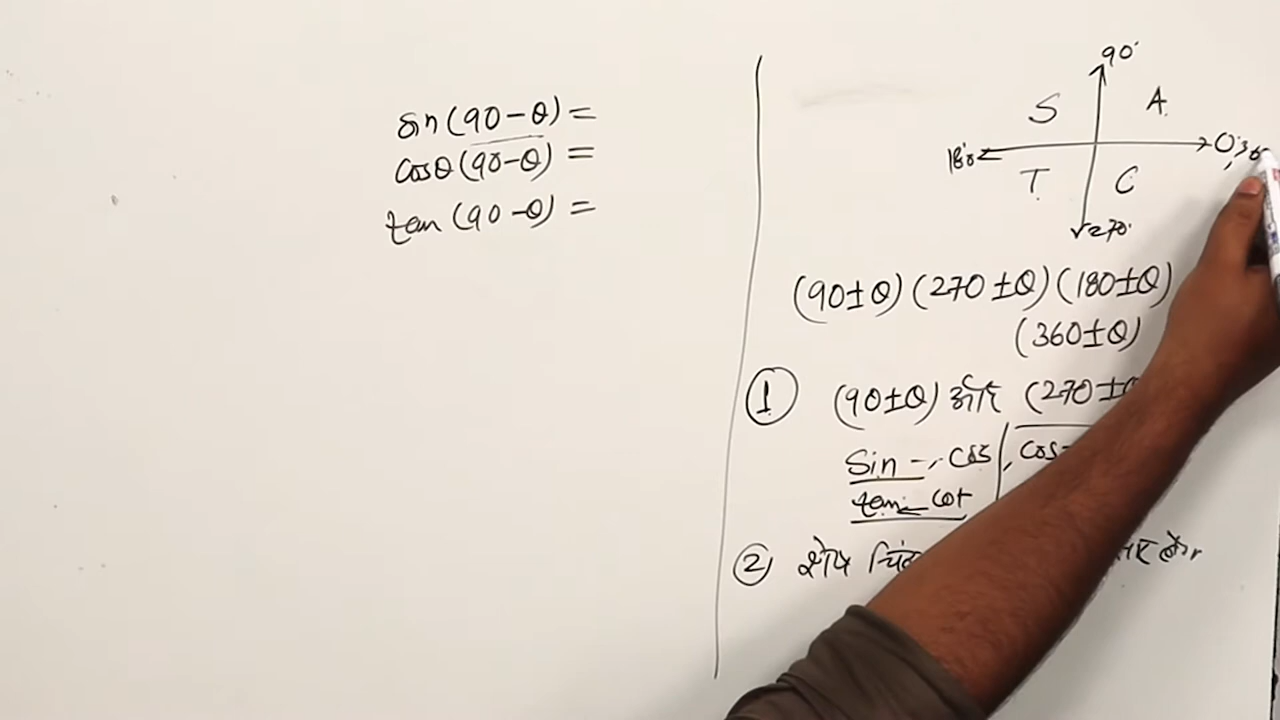 sin(90-θ)=
cosθ(90-θ)=
tan(90-θ)=
90°
S A
180 0°, 360
T C
270°
(90±θ)(270±θ)(180±θ)
(360±θ)
① (90±θ) और (270±θ
Sin - , cos , cos-
tan - cot
② शेष